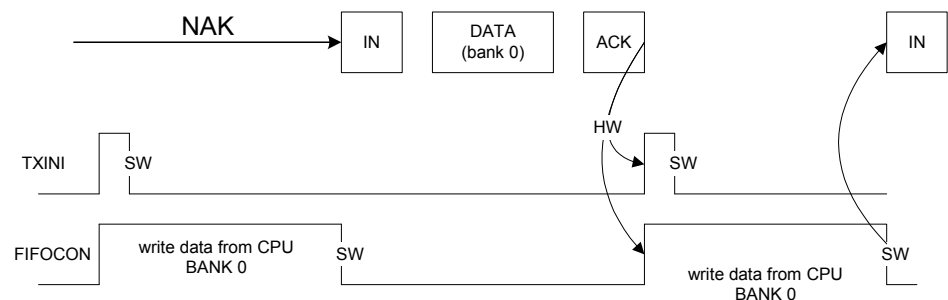 NAK
IN
DATA
(bank 0)
ACK
IN
HW
TXINI
SW
SW
FIFOCON
write data from CPU
BANK 0
SW
write data from CPU
BANK 0
SW